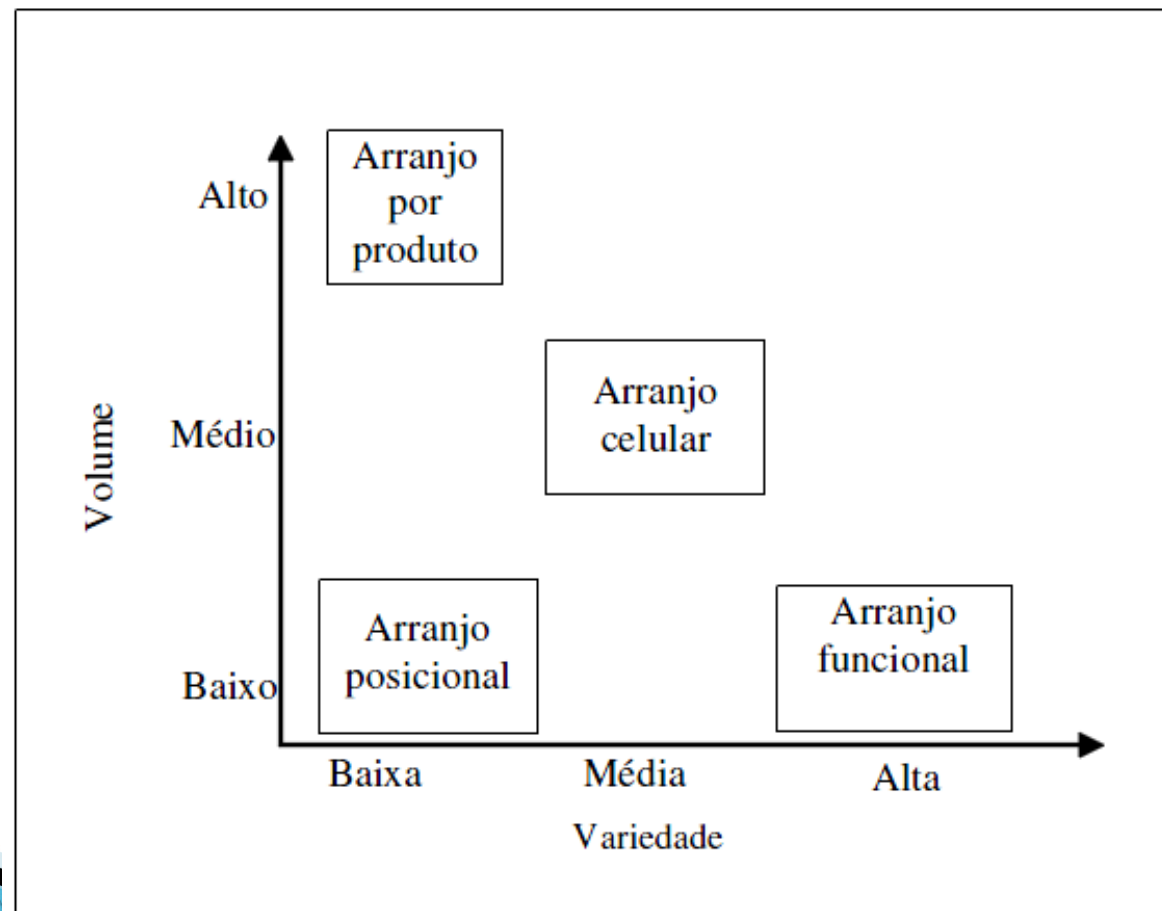 Arranjo
por
produto
Alto
Arranjo
celular
Médio
Volume
Arranjo
posicional
Arranjo
funcional
Baixo
Baixa
Média
Alta
Variedade